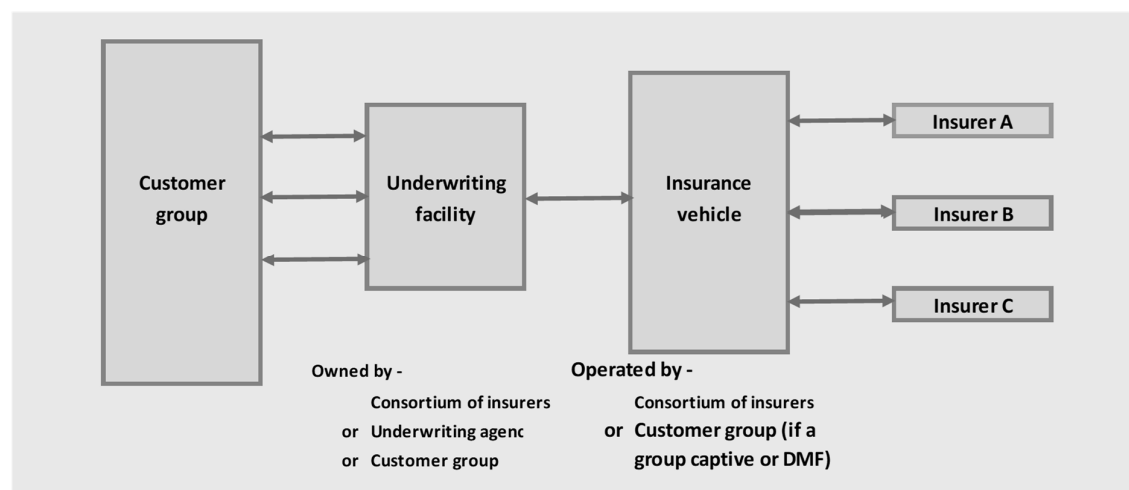 Customer
group
Underwriting
facility
Insurance
vehicle
Insurer A
Insurer B
Insurer C
Owned by -
Consortium of insurers
or Underwriting agenc
or Customer group
Operated by -
Consortium of insurers
or Customer group (if a
group captive or DMF)